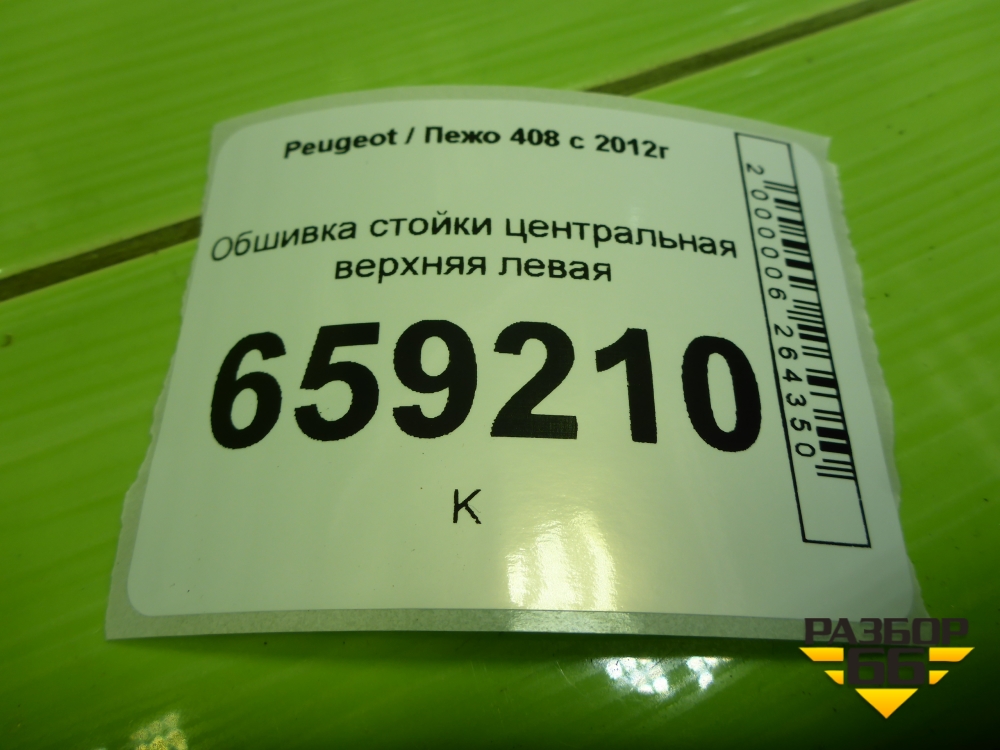 Peugeot / Пежо 408 с 2012г
Обшивка стойки центральная
верхняя левая
659210
К
2000006264350
РАЗБОР
66